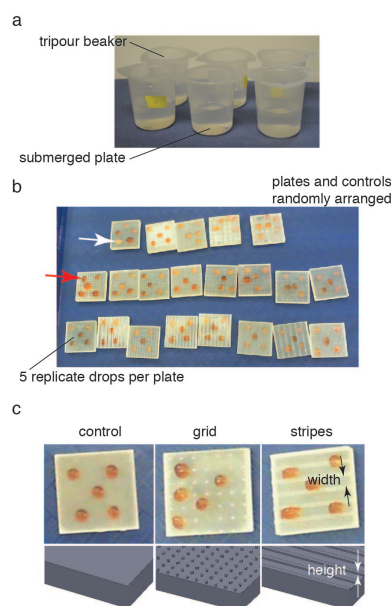 a
tripour beaker
submerged plate
b
plates and controls
randomly arranged
5 replicate drops per plate
c
control
grid
stripes
width
height